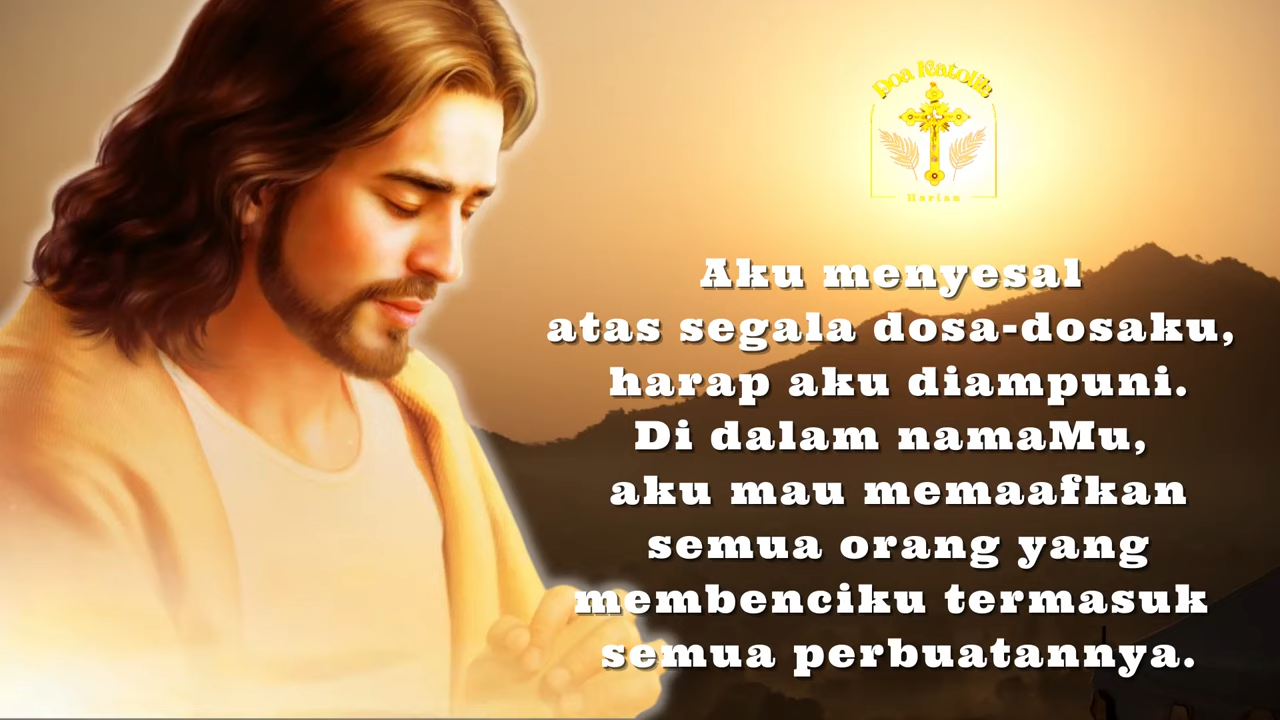 Doa Katolik
Harian
Aku menyesal
atas segala dosa-dosaku,
harap aku diampuni.
Di dalam namaMu,
aku mau memaafkan
semua orang yang
membenciku termasuk
semua perbuatannya.